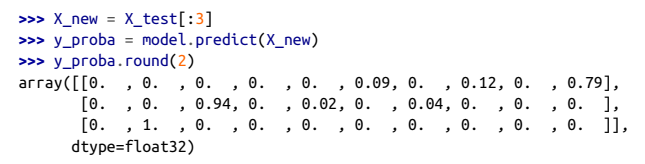 >>> X_new = X_test[:3]
>>> y_proba = model.predict(X_new)
>>> y_proba.round(2)
array([[0. , 0. , 0. , 0. , 0. , 0.09, 0. , 0.12, 0. , 0.79],
[0. , 0. , 0.94, 0. , 0.02, 0. , 0.04, 0. , 0. , 0. ],
[0. , 1. , 0. , 0. , 0. , 0. , 0. , 0. , 0. , 0. ]],
dtype=float32)